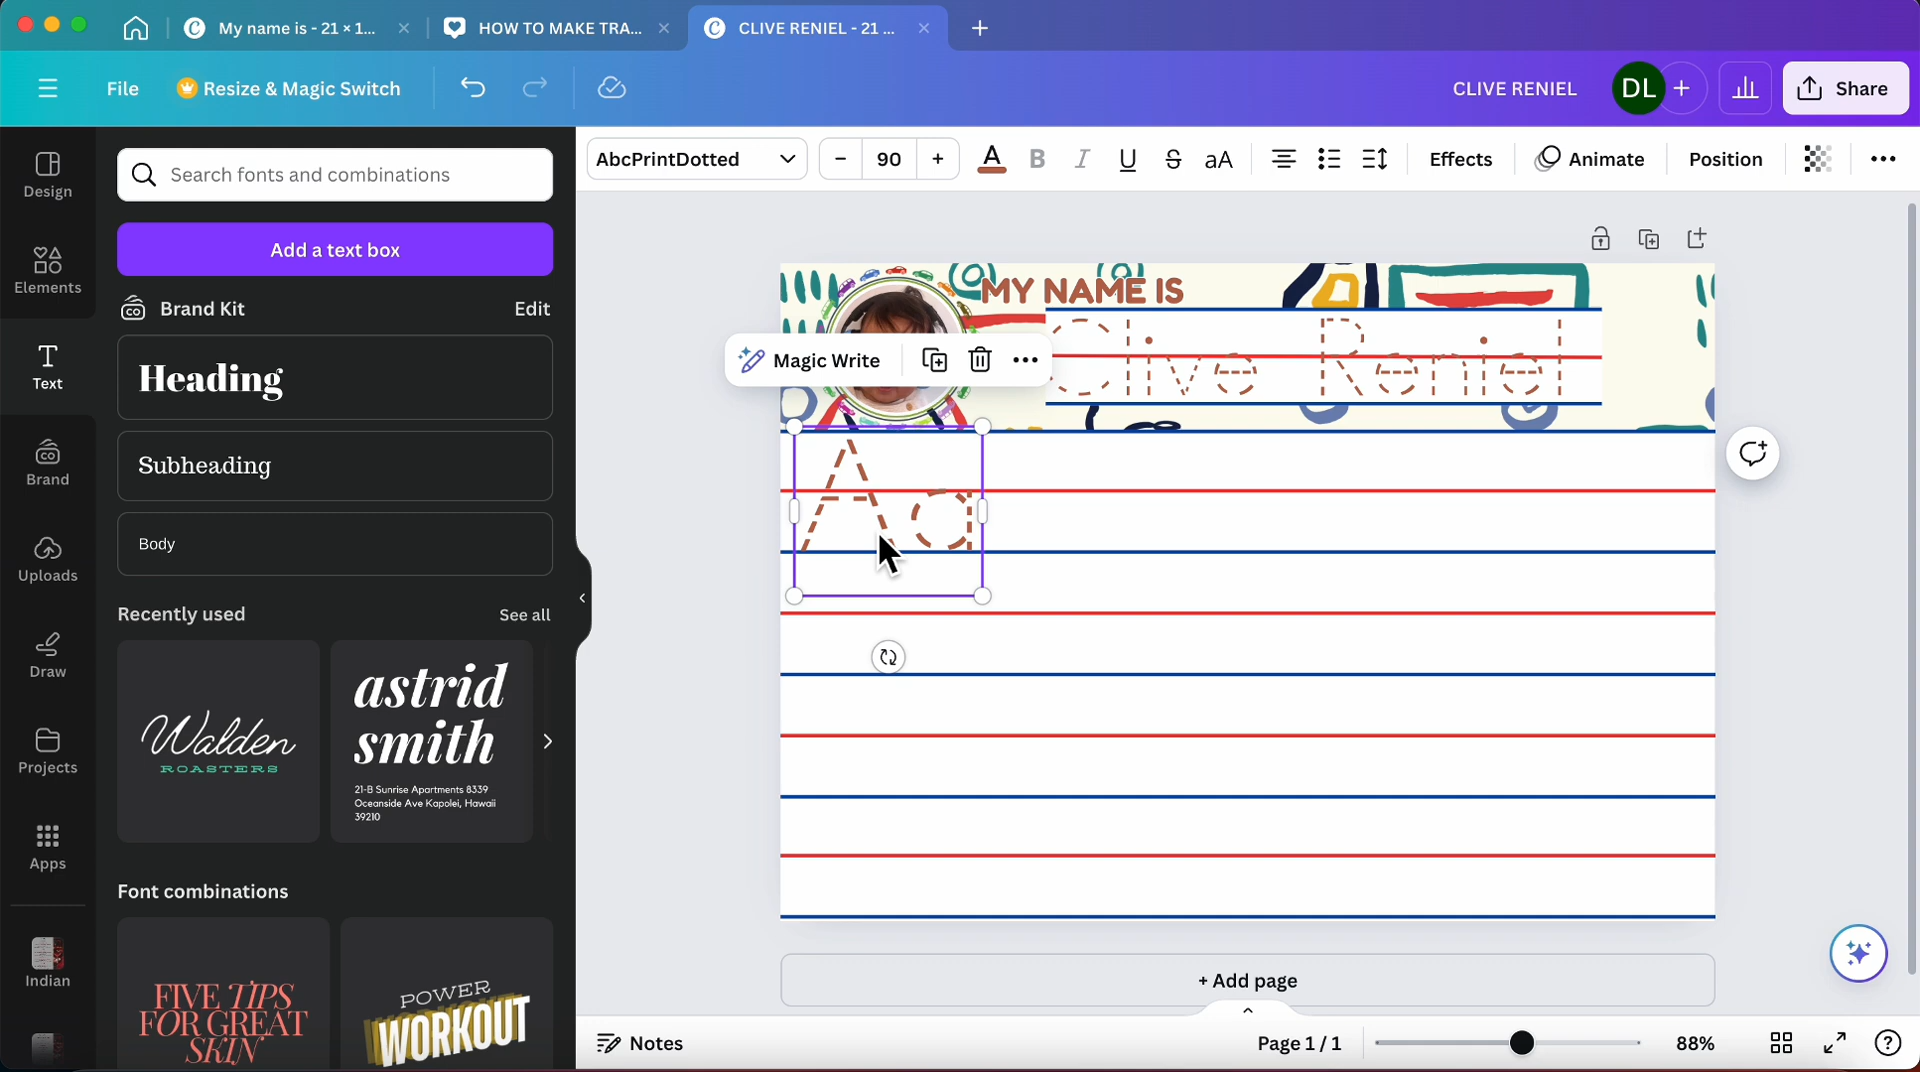 My name is - 21 × 1...
HOW TO MAKE TRA...
CLIVE RENIEL - 21 ...
File
Resize & Magic Switch
CLIVE RENIEL
DL
Share
Design
Elements
Text
Brand
Uploads
Draw
Projects
Apps
Indian
Search fonts and combinations
Add a text box
Brand Kit
Edit
Heading
Subheading
Body
Recently used
See all
Walden
ROASTERS
astrid
smith
21-B Sunrise Apartments 8339
Oceanside Ave Kapolei, Hawaii
39210
Font combinations
FIVE TIPS
FOR GREAT
SKIN
POWER
WORKOUT
AbcPrintDotted
90
A
B
I
U
S
aA
Effects
Animate
Position
MY NAME IS
Clive Reniel
Magic Write
A a
+ Add page
Notes
Page 1 / 1
88%